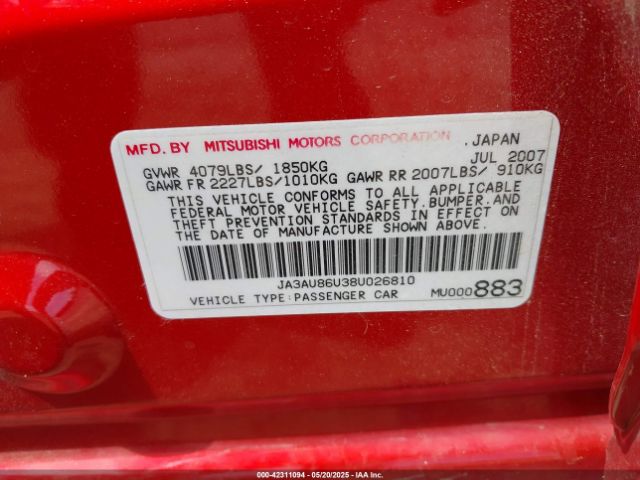 MFD. BY MITSUBISHI MOTORS CORPORATION .JAPAN
GVWR 4079LBS/ 1850KG JUL 2007
GAWR FR 2227LBS/1010KG GAWR RR 2007LBS/ 910KG
THIS VEHICLE CONFORMS TO ALL APPLICABLE
FEDERAL MOTOR VEHICLE SAFETY.BUMPER.AND
THEFT PREVENTION STANDARDS IN EFFECT ON
THE DATE OF MANUFACTURE SHOWN ABOVE.
JA3AU86U38U026810
VEHICLE TYPE:PASSENGER CAR MU000883
000-42311094 - 05/20/2025 - IAAI.COM